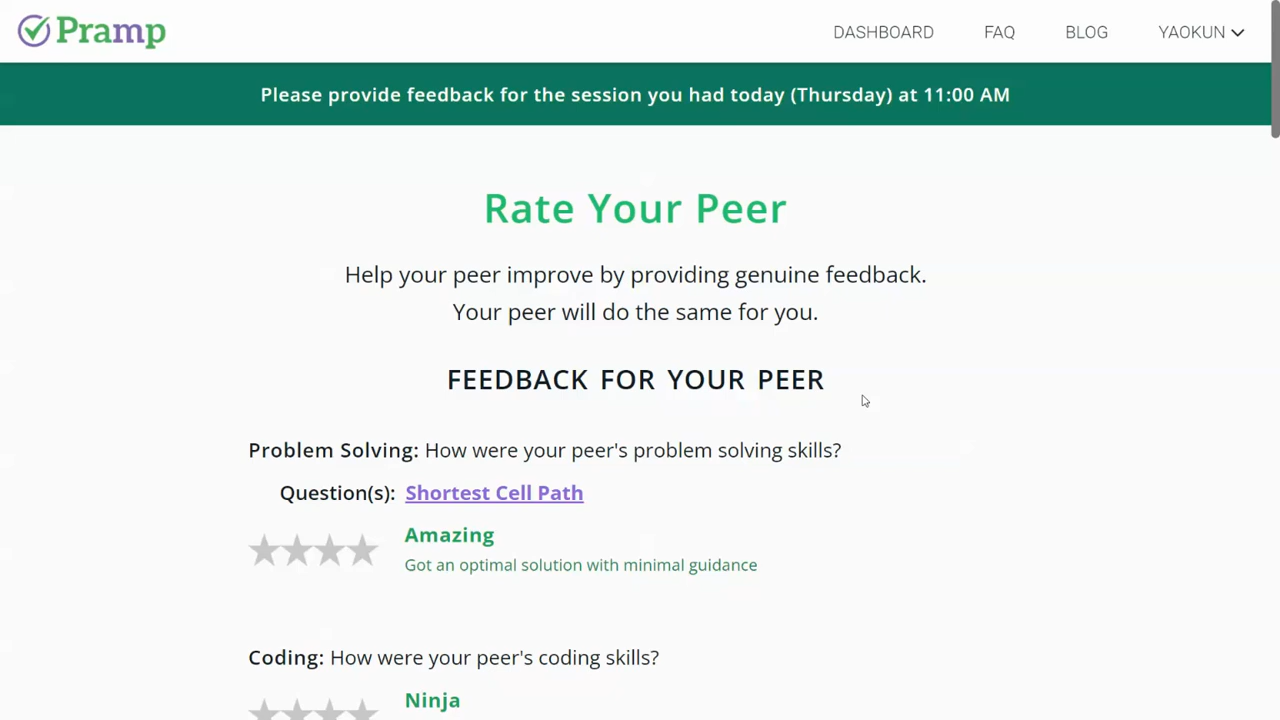 Pramp
DASHBOARD FAQ BLOG YAOKUN
Please provide feedback for the session you had today (Thursday) at 11:00 AM
Rate Your Peer
Help your peer improve by providing genuine feedback.
Your peer will do the same for you.
FEEDBACK FOR YOUR PEER
Problem Solving: How were your peer's problem solving skills?
Question(s): Shortest Cell Path
Amazing
Got an optimal solution with minimal guidance
Coding: How were your peer's coding skills?
Ninja